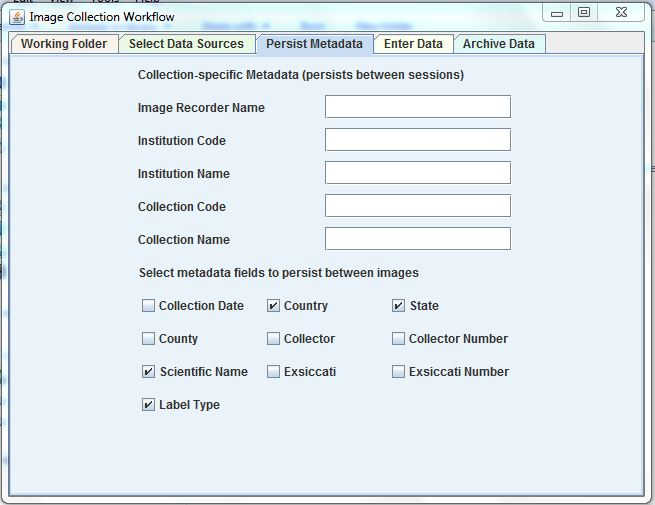 Image Collection Workflow
Working Folder Select Data Sources Persist Metadata Enter Data Archive Data
Collection-specific Metadata (persists between sessions)
Image Recorder Name
Institution Code
Institution Name
Collection Code
Collection Name
Select metadata fields to persist between images
Collection Date Country State
County Collector Collector Number
Scientific Name Exsiccati Exsiccati Number
Label Type